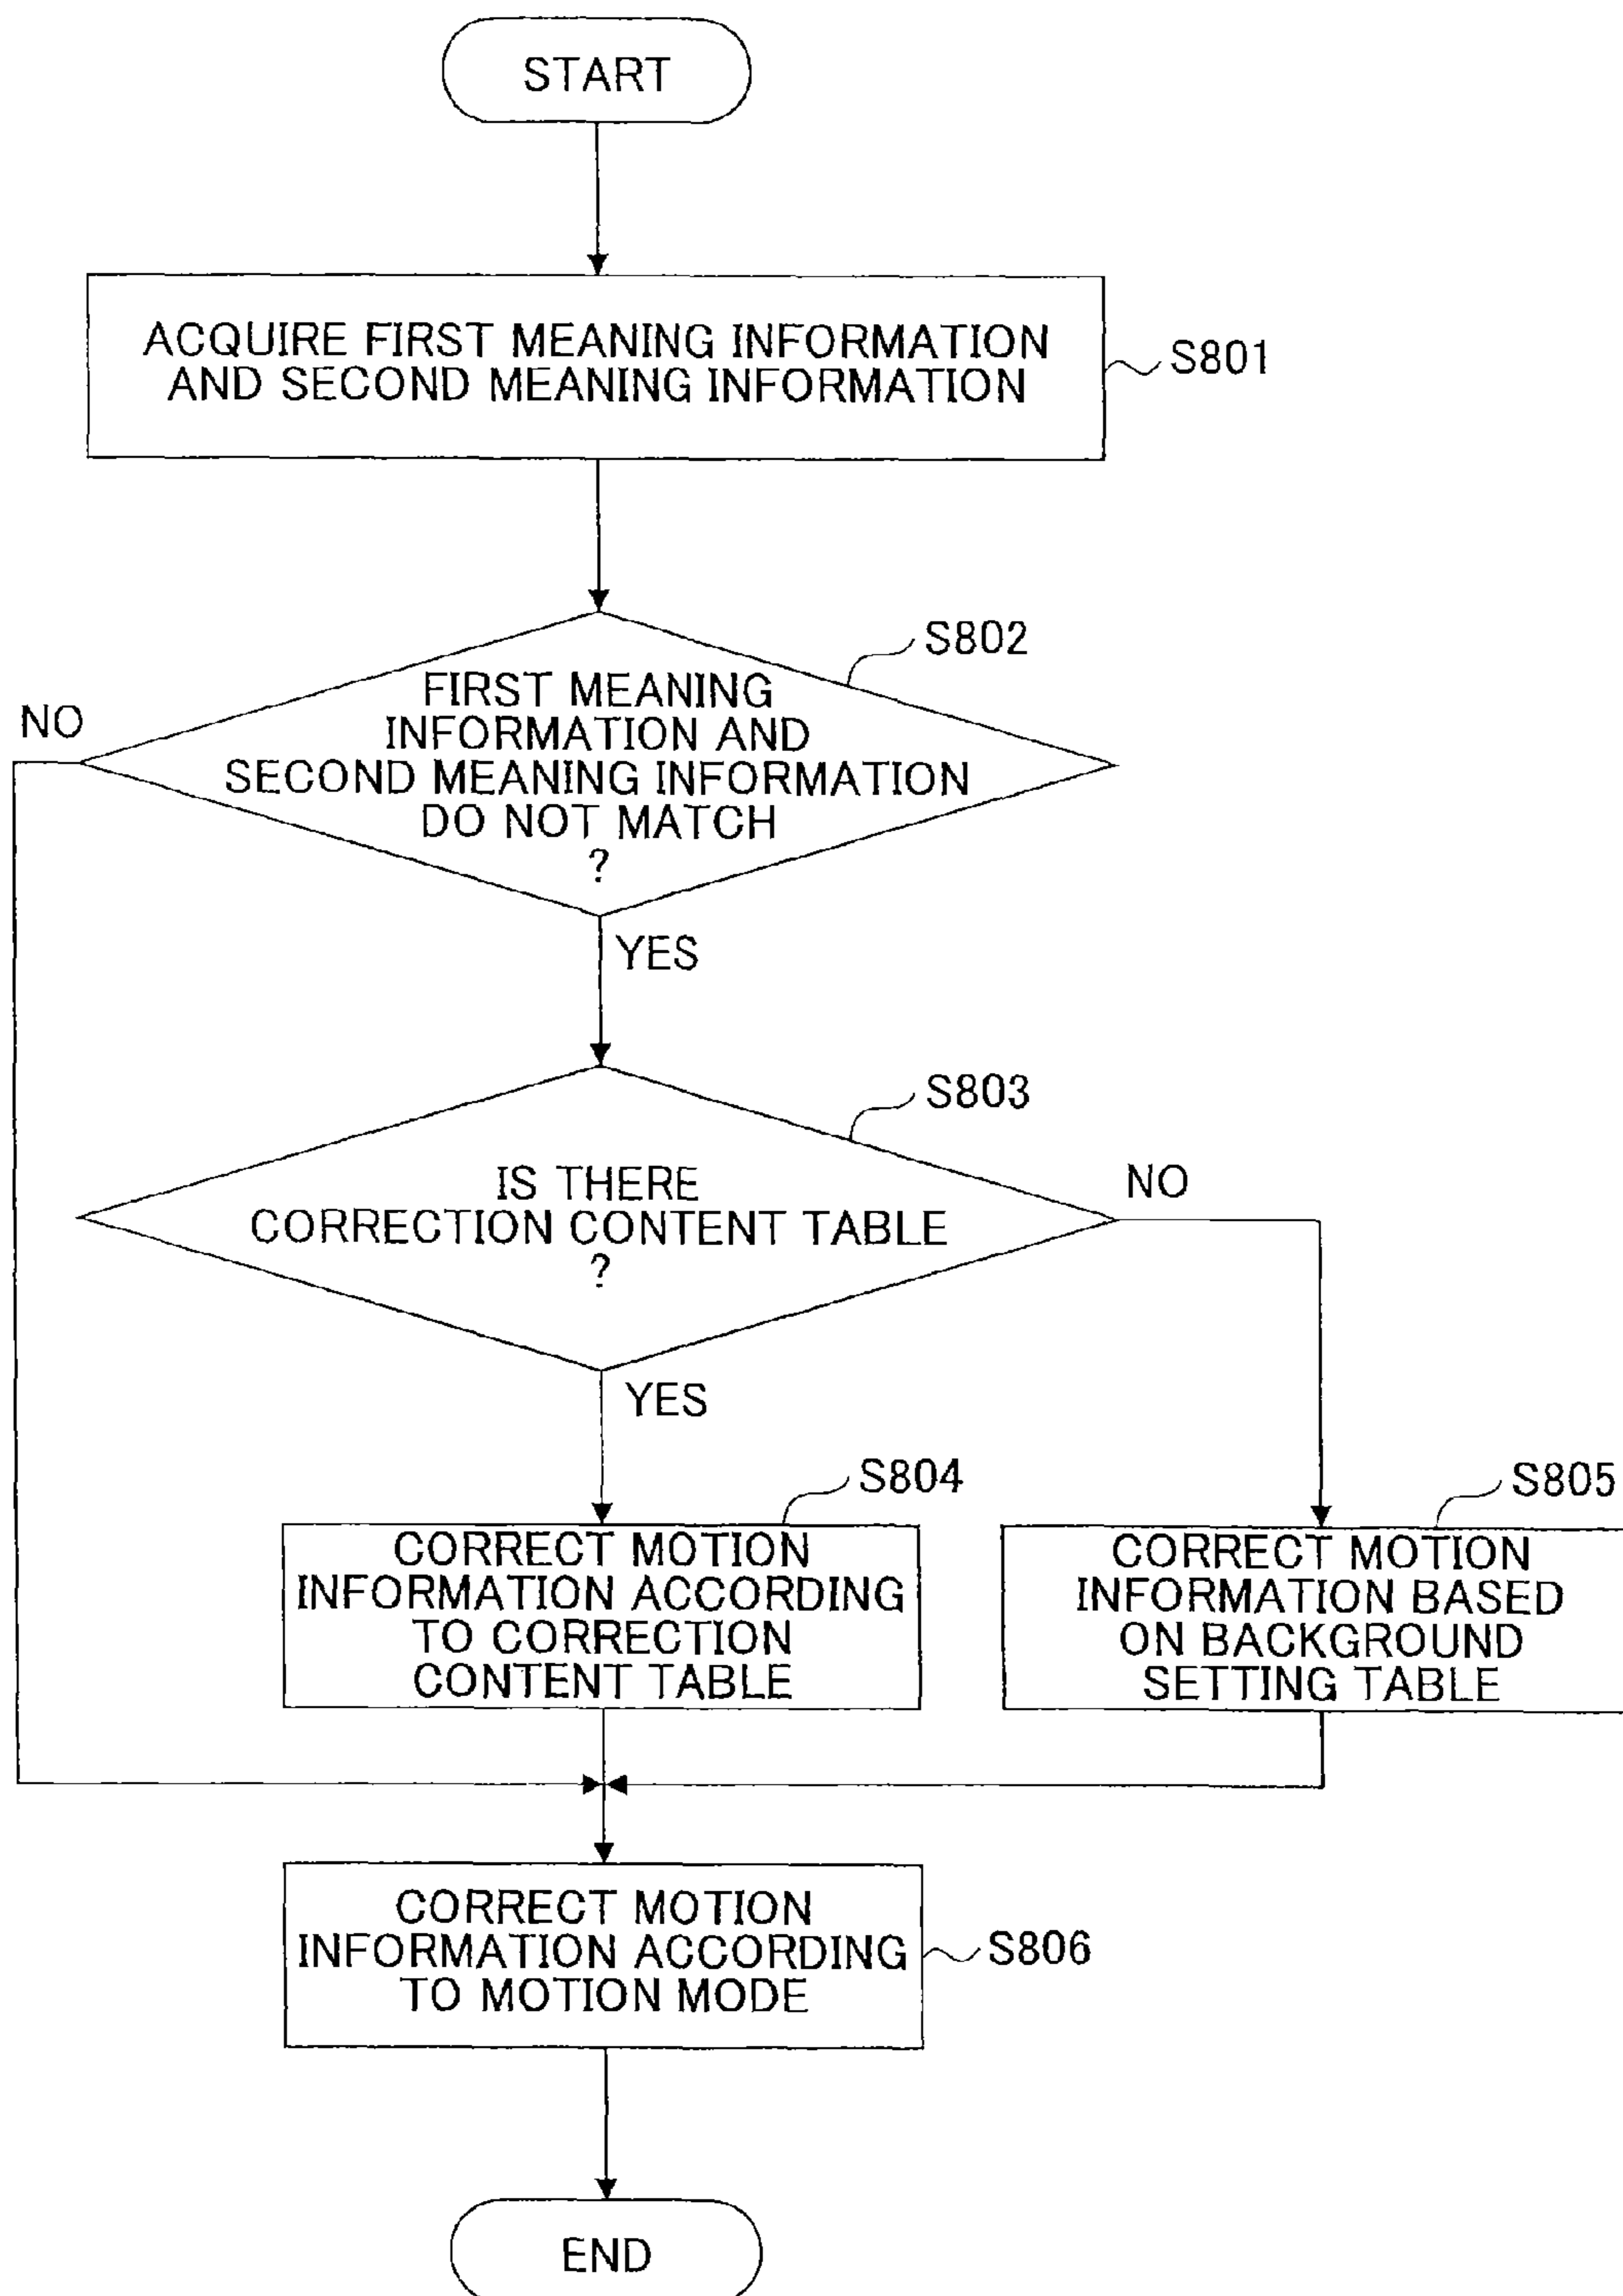 START
ACQUIRE FIRST MEANING INFORMATION
AND SECOND MEANING INFORMATION
S801
S802
FIRST MEANING
INFORMATION AND
SECOND MEANING INFORMATION
DO NOT MATCH
?
NO
YES
S803
IS THERE
CORRECTION CONTENT TABLE
?
NO
YES
S804
CORRECT MOTION
INFORMATION ACCORDING
TO CORRECTION
CONTENT TABLE
S805
CORRECT MOTION
INFORMATION BASED
ON BACKGROUND
SETTING TABLE
CORRECT MOTION
INFORMATION ACCORDING
TO MOTION MODE
S806
END